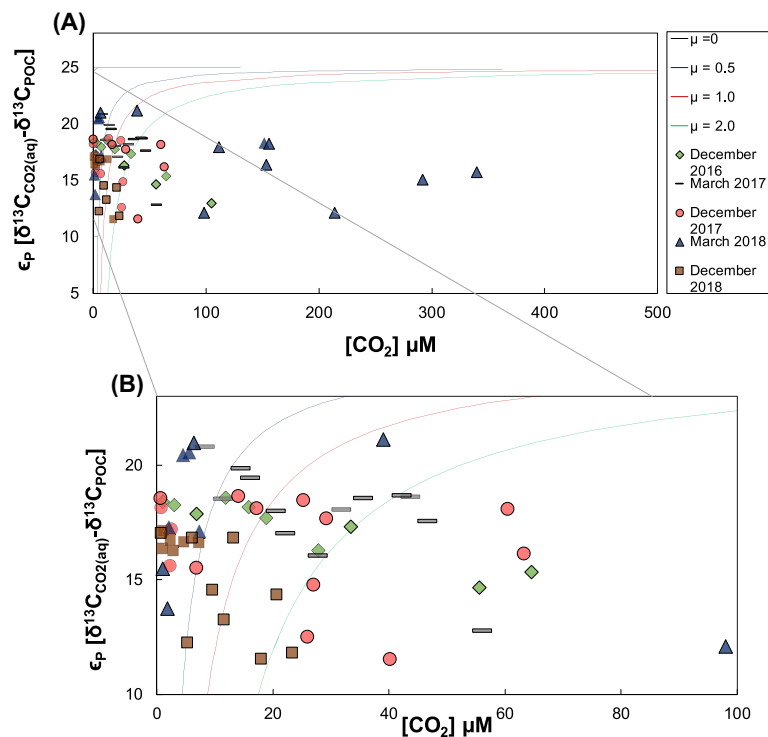 (A)
ϵP [δ13CCO2(aq)-δ13CPOC]
25
20
15
10
5
0
100
200
300
400
500
[CO2] µM
µ =0
µ = 0.5
µ = 1.0
µ = 2.0
December
2016
March 2017
December
2017
March 2018
December
2018
(B)
ϵP [δ13CCO2(aq)-δ13CPOC]
20
15
10
0
20
40
60
80
100
[CO2] µM